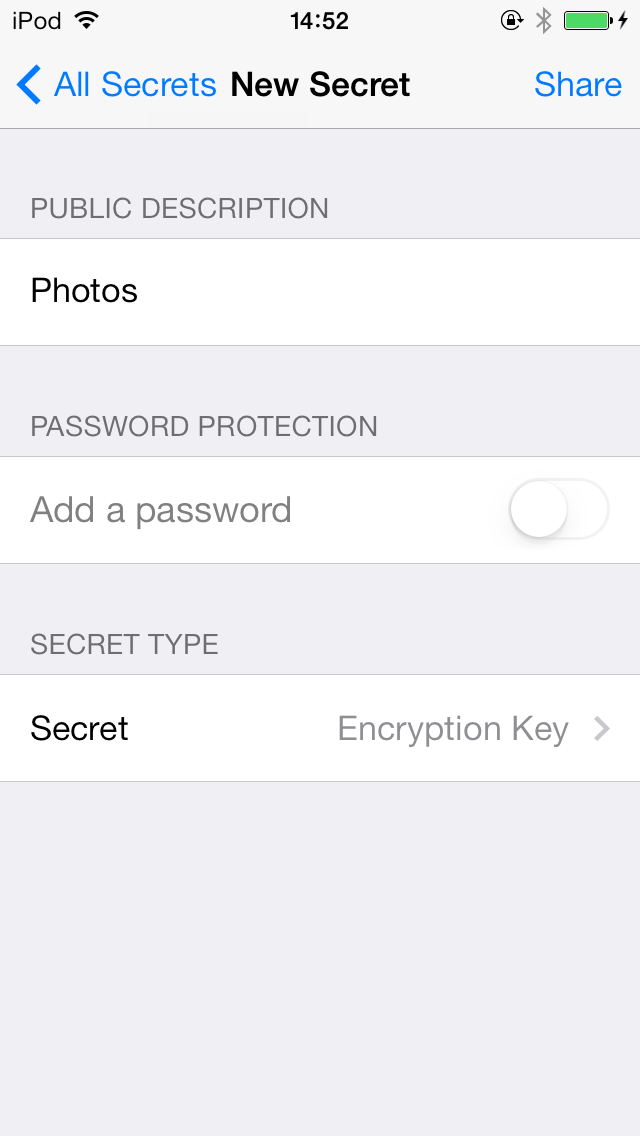 iPod 14:52
All Secrets New Secret Share
PUBLIC DESCRIPTION
Photos
PASSWORD PROTECTION
Add a password
SECRET TYPE
Secret Encryption Key